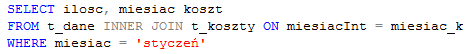 SELECT ilosc, miesiac koszt
FROM t_dane INNER JOIN t_koszty ON miesiacInt = miesiac_k
WHERE miesiac = 'styczeń'